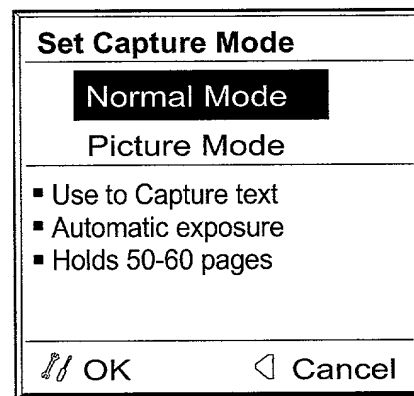 Set Capture Mode
Normal Mode
Picture Mode
▪ Use to Capture text
▪ Automatic exposure
▪ Holds 50-60 pages
OK
Cancel